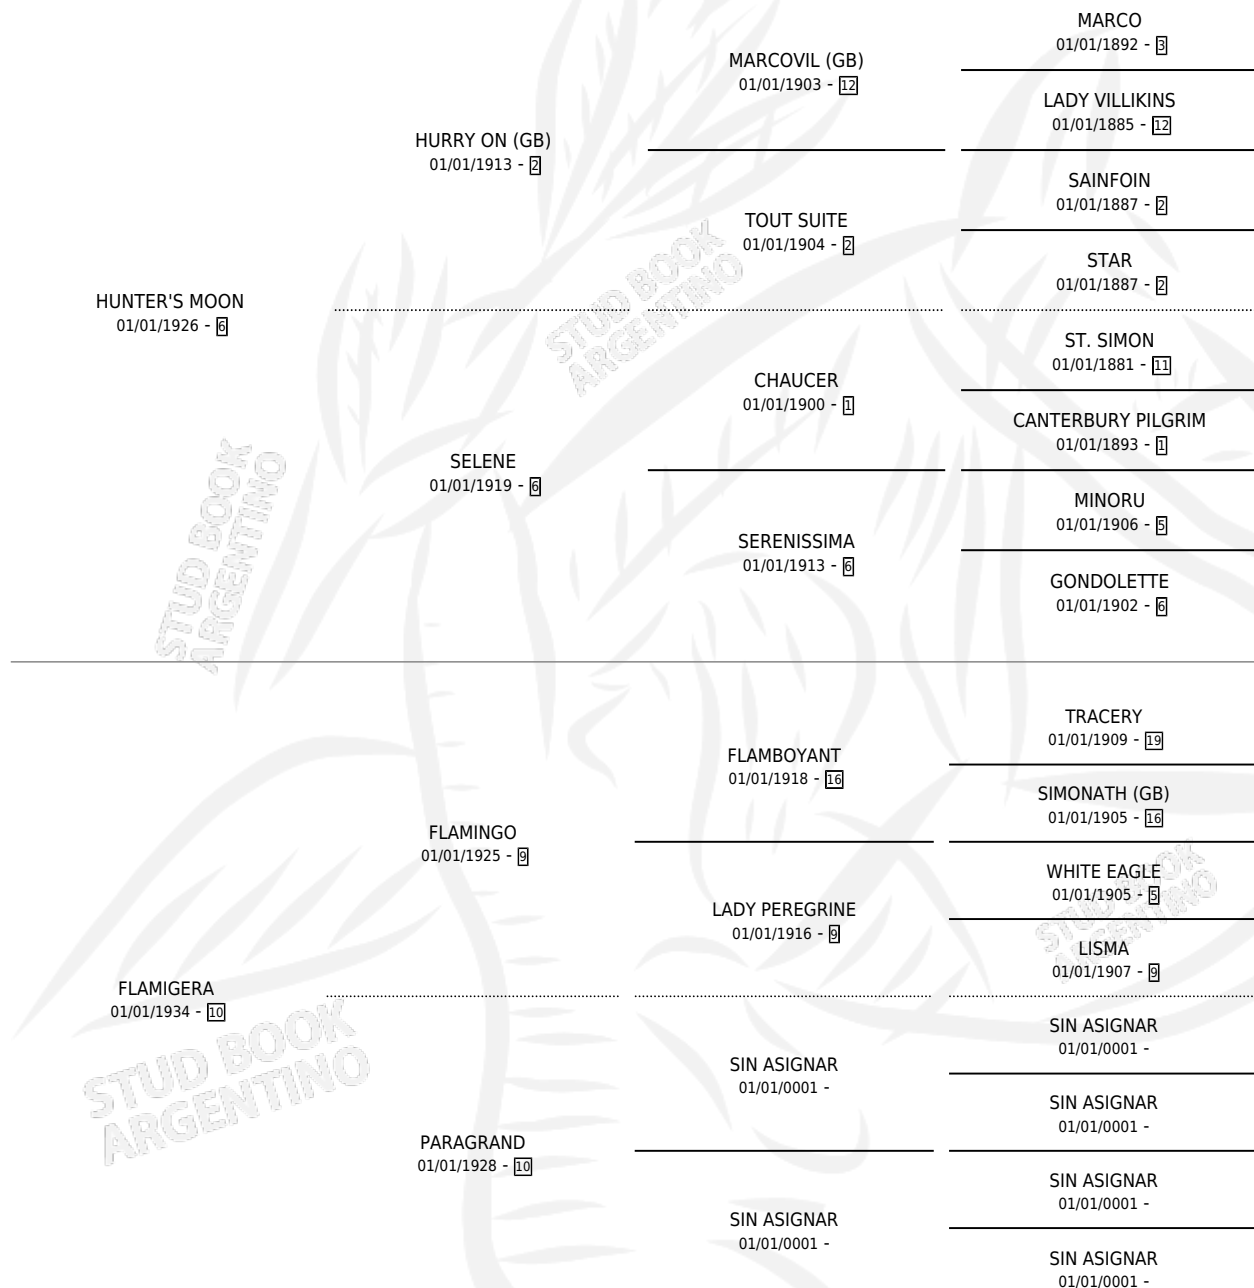 MARCO
01/01/1892 - 3
MARCOVIL (GB)
01/01/1903 - 12
LADY VILLIKINS
01/01/1885 - 12
HURRY ON (GB)
01/01/1913 - 2
SAINFOIN
01/01/1887 - 2
TOUT SUITE
01/01/1904 - 2
STAR
01/01/1887 - 2
HUNTER'S MOON
01/01/1926 - 6
STUD BOOK
ARGENTINO
ST. SIMON
01/01/1881 - 11
CHAUCER
01/01/1900 - 1
CANTERBURY PILGRIM
01/01/1893 - 1
SELENE
01/01/1919 - 6
MINORU
01/01/1906 - 5
SERENISSIMA
01/01/1913 - 6
GONDOLETTE
01/01/1902 - 6
STUD BOOK
ARGENTINO
TRACERY
01/01/1909 - 19
FLAMBOYANT
01/01/1918 - 16
SIMONATH (GB)
01/01/1905 - 16
FLAMINGO
01/01/1925 - 9
WHITE EAGLE
01/01/1905 - 5
LADY PEREGRINE
01/01/1916 - 9
STUD BOOK
ARGENTINO
LISMA
01/01/1907 - 9
FLAMIGERA
01/01/1934 - 10
STUD BOOK
ARGENTINO
SIN ASIGNAR
01/01/0001 -
SIN ASIGNAR
01/01/0001 -
SIN ASIGNAR
01/01/0001 -
PARAGRAND
01/01/1928 - 10
SIN ASIGNAR
01/01/0001 -
SIN ASIGNAR
01/01/0001 -
SIN ASIGNAR
01/01/0001 -